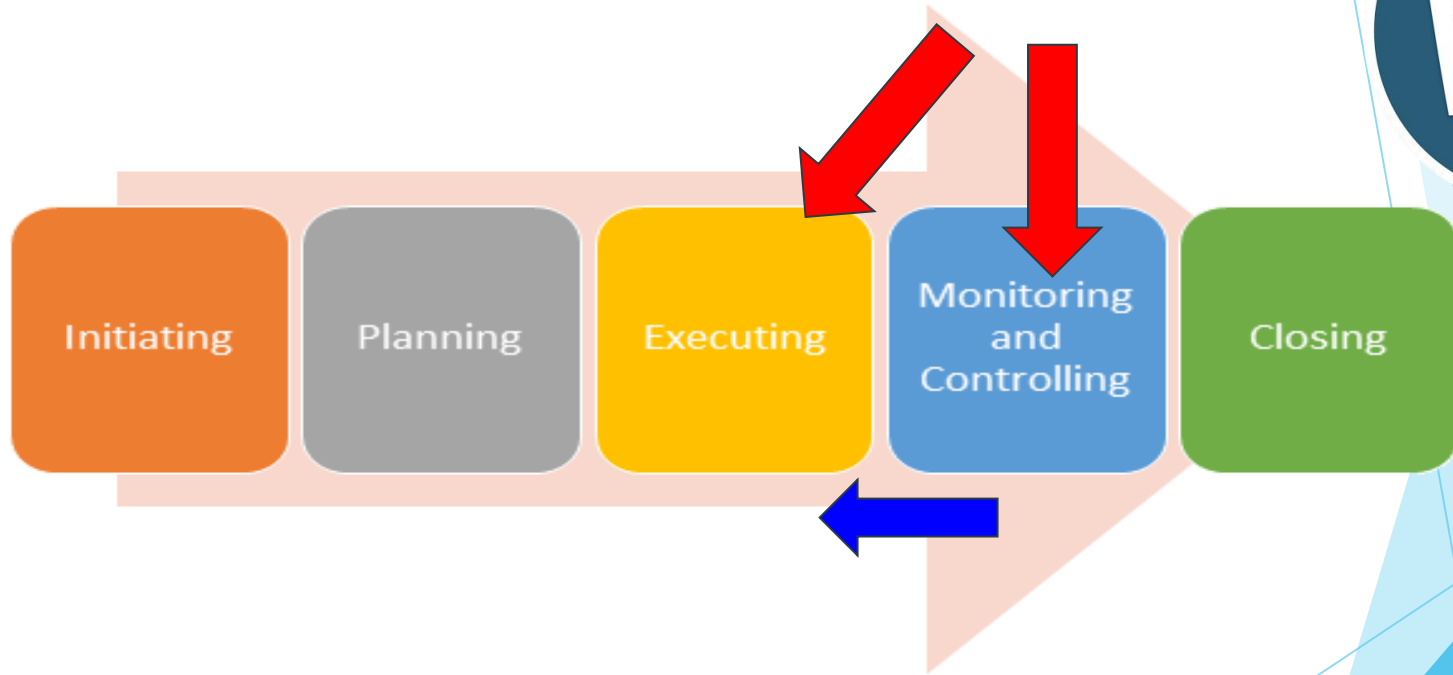 Initiating
Planning
Executing
Monitoring
and
Controlling
Closing